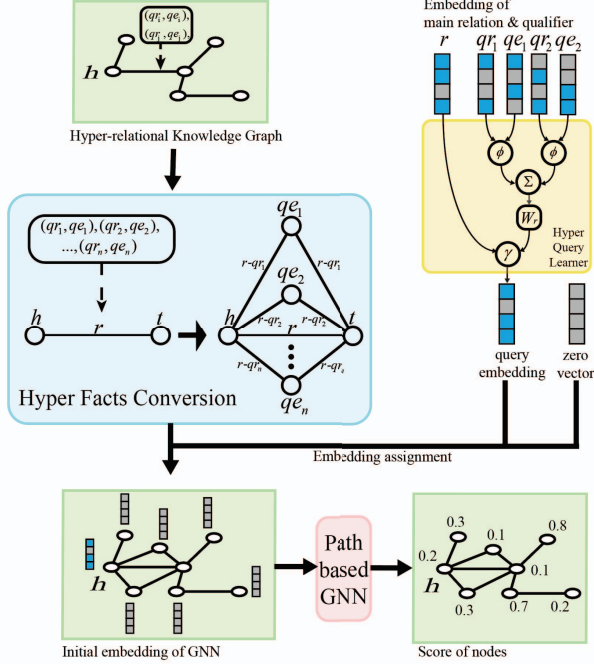 (qr₁, qe₁),
(qr₁, qe₁),
h
Hyper-relational Knowledge Graph
Embedding of
main relation & qualifier
r qr₁ qe₁ qr₂ qe₂
ϕ ϕ
Σ
Wᵣ
γ
Hyper
Query
Learner
query
embedding
zero
vector
(qr₁, qe₁),(qr₂, qe₂),
...,(qrₙ, qeₙ)
h r t
qe₁
r-qr₁ r-qr₁
qe₂
r-qr₂ r-qr₂
h r t
r-qrₙ
qeₙ
Hyper Facts Conversion
Embedding assignment
h
Initial embedding of GNN
Path
based
GNN
0.3 0.1 0.8
0.2 0.1
h
0.3 0.7 0.2
Score of nodes